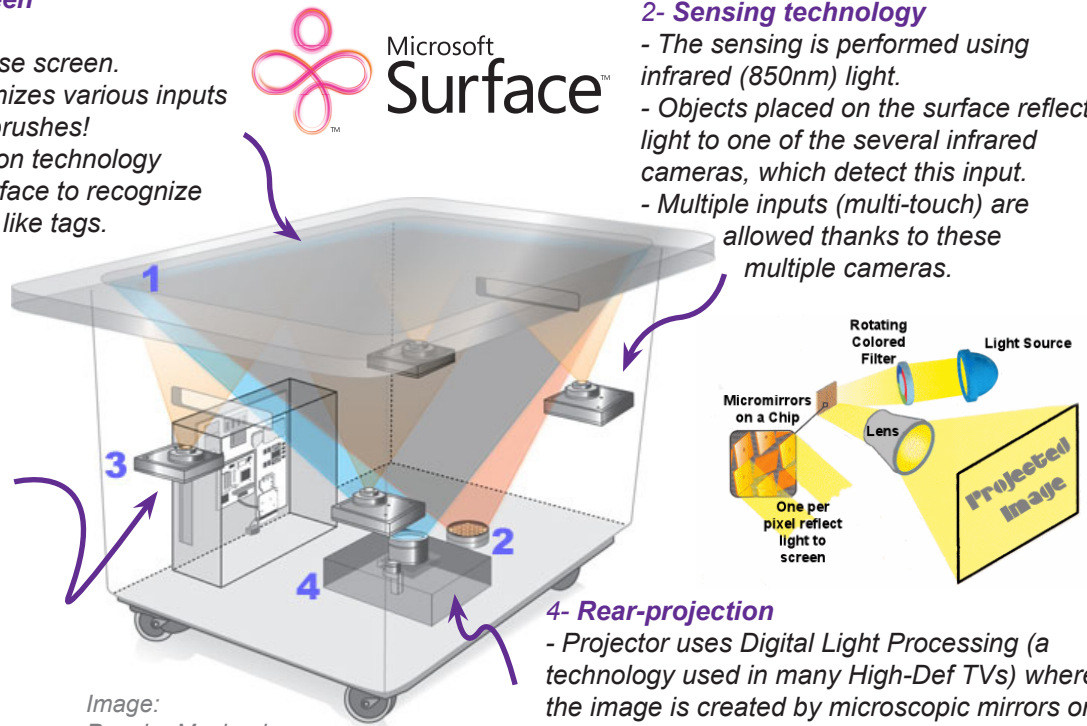 een
se screen.
nizes various inputs
brushes!
on technology
face to recognize
like tags.
Microsoft
Surface™
TM
2- Sensing technology
- The sensing is performed using
infrared (850nm) light.
- Objects placed on the surface reflect
light to one of the several infrared
cameras, which detect this input.
- Multiple inputs (multi-touch) are
allowed thanks to these
multiple cameras.
1
3
2
4
Rotating
Colored
Filter
Light Source
Micromirrors
on a Chip
Lens
Projected
Image
One per
pixel reflect
light to
screen
4- Rear-projection
- Projector uses Digital Light Processing (a
technology used in many High-Def TVs) where
the image is created by microscopic mirrors on
Image: